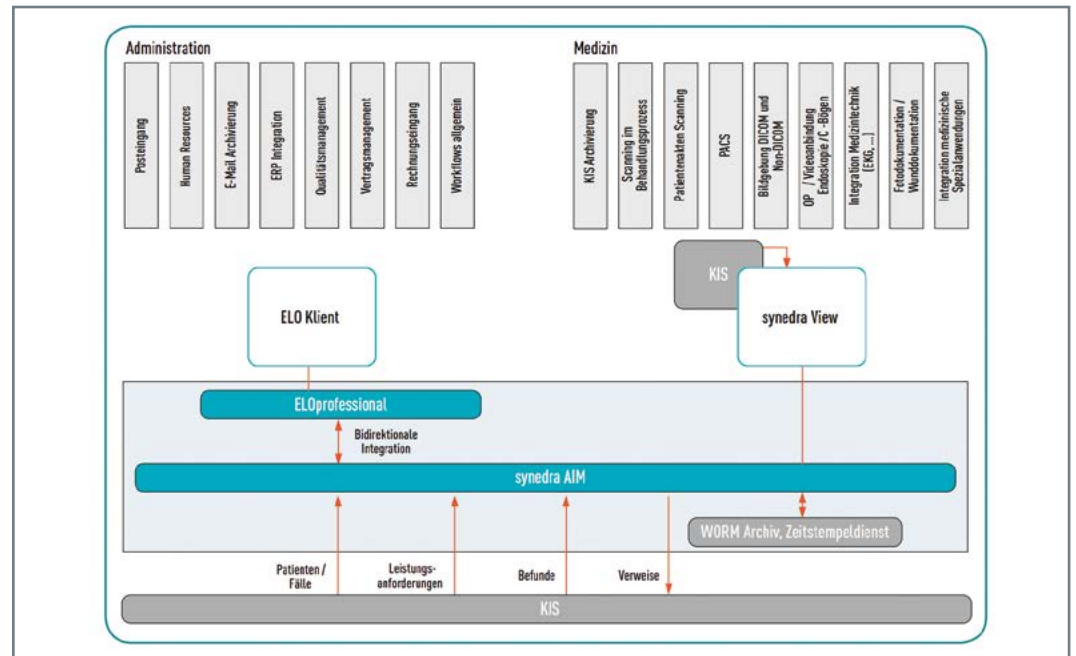 Administration
Medizin
Posteingang
Human Resources
E-Mail Archivierung
ERP Integration
Qualitätsmanagement
Vertragsmanagement
Rechnungseingang
Workflows allgemein
KIS Archivierung
Scanning im
Behandlungsprozess
Patientenakten Scanning
PACS
Bildgebung DICOM und
Non-DICOM
OP / Videoanbindung
Endoskopie /C -Bögen
Integration Medizintechnik
(EKG, ...)
Fotodokumentation /
Wunddokumentation
Integration medizinische
Spezialanwendungen
KIS
ELO Klient
synedra View
ELOprofessional
Bidirektionale
Integration
synedra AIM
WORM Archiv, Zeitstempeldienst
Patienten /
Fälle
Leistungs-
anforderungen
Befunde
Verweise
KIS